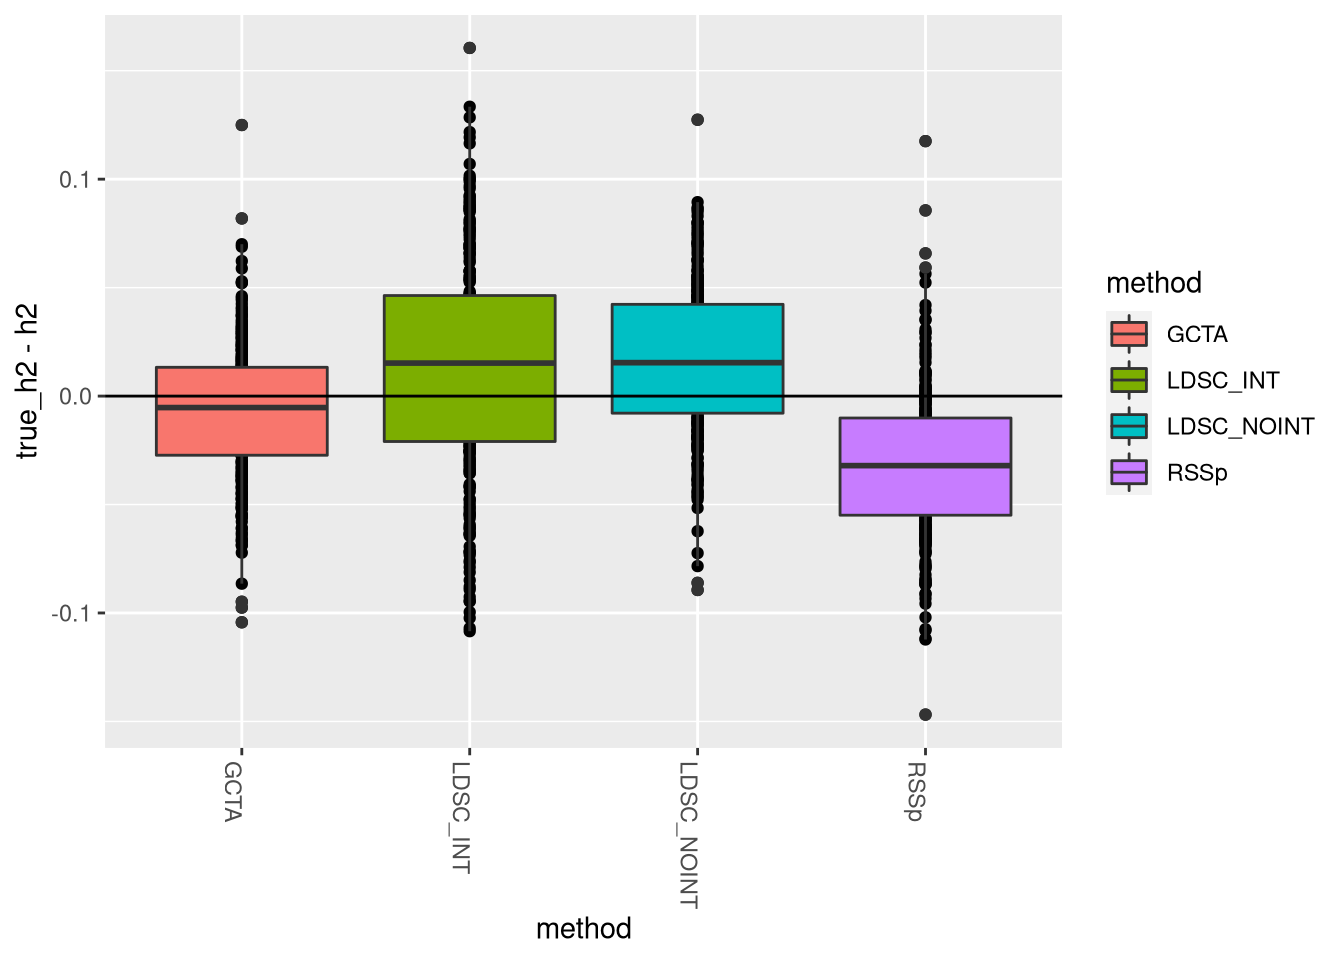 true_h2 - h2
0.1
0.0
-0.1
GCTA
LDSC_INT
LDSC_NOINT
RSSp
method
method
GCTA
LDSC_INT
LDSC_NOINT
RSSp